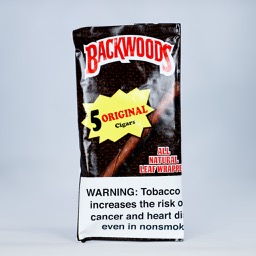 BACKWOODS
5 ORIGINAL
Cigars
ALL
NATURAL
LEAF WRAPPE
WARNING: Tobacco
increases the risk o
cancer and heart di
even in nonsmok